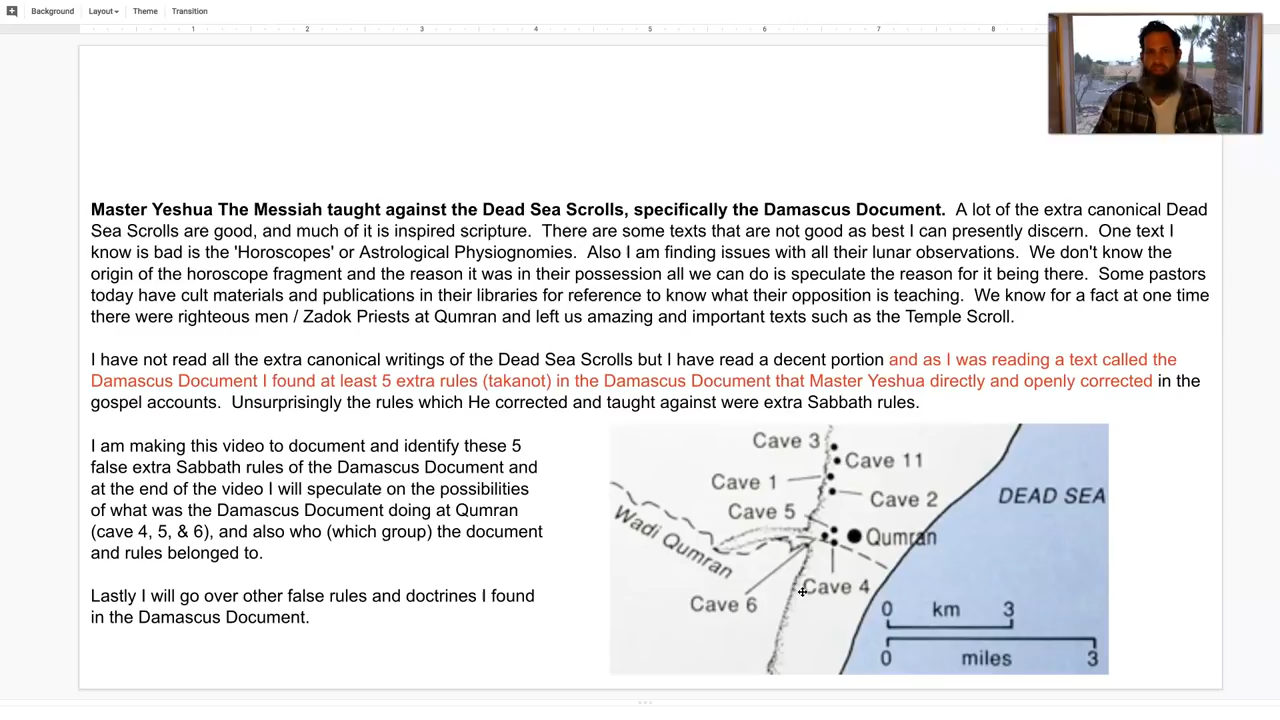 Background Layout Theme Transition
1 2 3 4 5 6 7 8
Master Yeshua The Messiah taught against the Dead Sea Scrolls, specifically the Damascus Document. A lot of the extra canonical Dead
Sea Scrolls are good, and much of it is inspired scripture. There are some texts that are not good as best I can presently discern. One text I
know is bad is the 'Horoscopes' or Astrological Physiognomies. Also I am finding issues with all their lunar observations. We don't know the
origin of the horoscope fragment and the reason it was in their possession all we can do is speculate the reason for it being there. Some pastors
today have cult materials and publications in their libraries for reference to know what their opposition is teaching. We know for a fact at one time
there were righteous men / Zadok Priests at Qumran and left us amazing and important texts such as the Temple Scroll.
I have not read all the extra canonical writings of the Dead Sea Scrolls but I have read a decent portion and as I was reading a text called the
Damascus Document I found at least 5 extra rules (takanot) in the Damascus Document that Master Yeshua directly and openly corrected in the
gospel accounts. Unsurprisingly the rules which He corrected and taught against were extra Sabbath rules.
I am making this video to document and identify these 5
false extra Sabbath rules of the Damascus Document and
at the end of the video I will speculate on the possibilities
of what was the Damascus Document doing at Qumran
(cave 4, 5, & 6), and also who (which group) the document
and rules belonged to.
Lastly I will go over other false rules and doctrines I found
in the Damascus Document.
Cave 3
Cave 11
Cave 1
Cave 2
DEAD SEA
Cave 5
Wadi Qumran
Qumran
Cave 4
Cave 6
0 km 3
0 miles 3